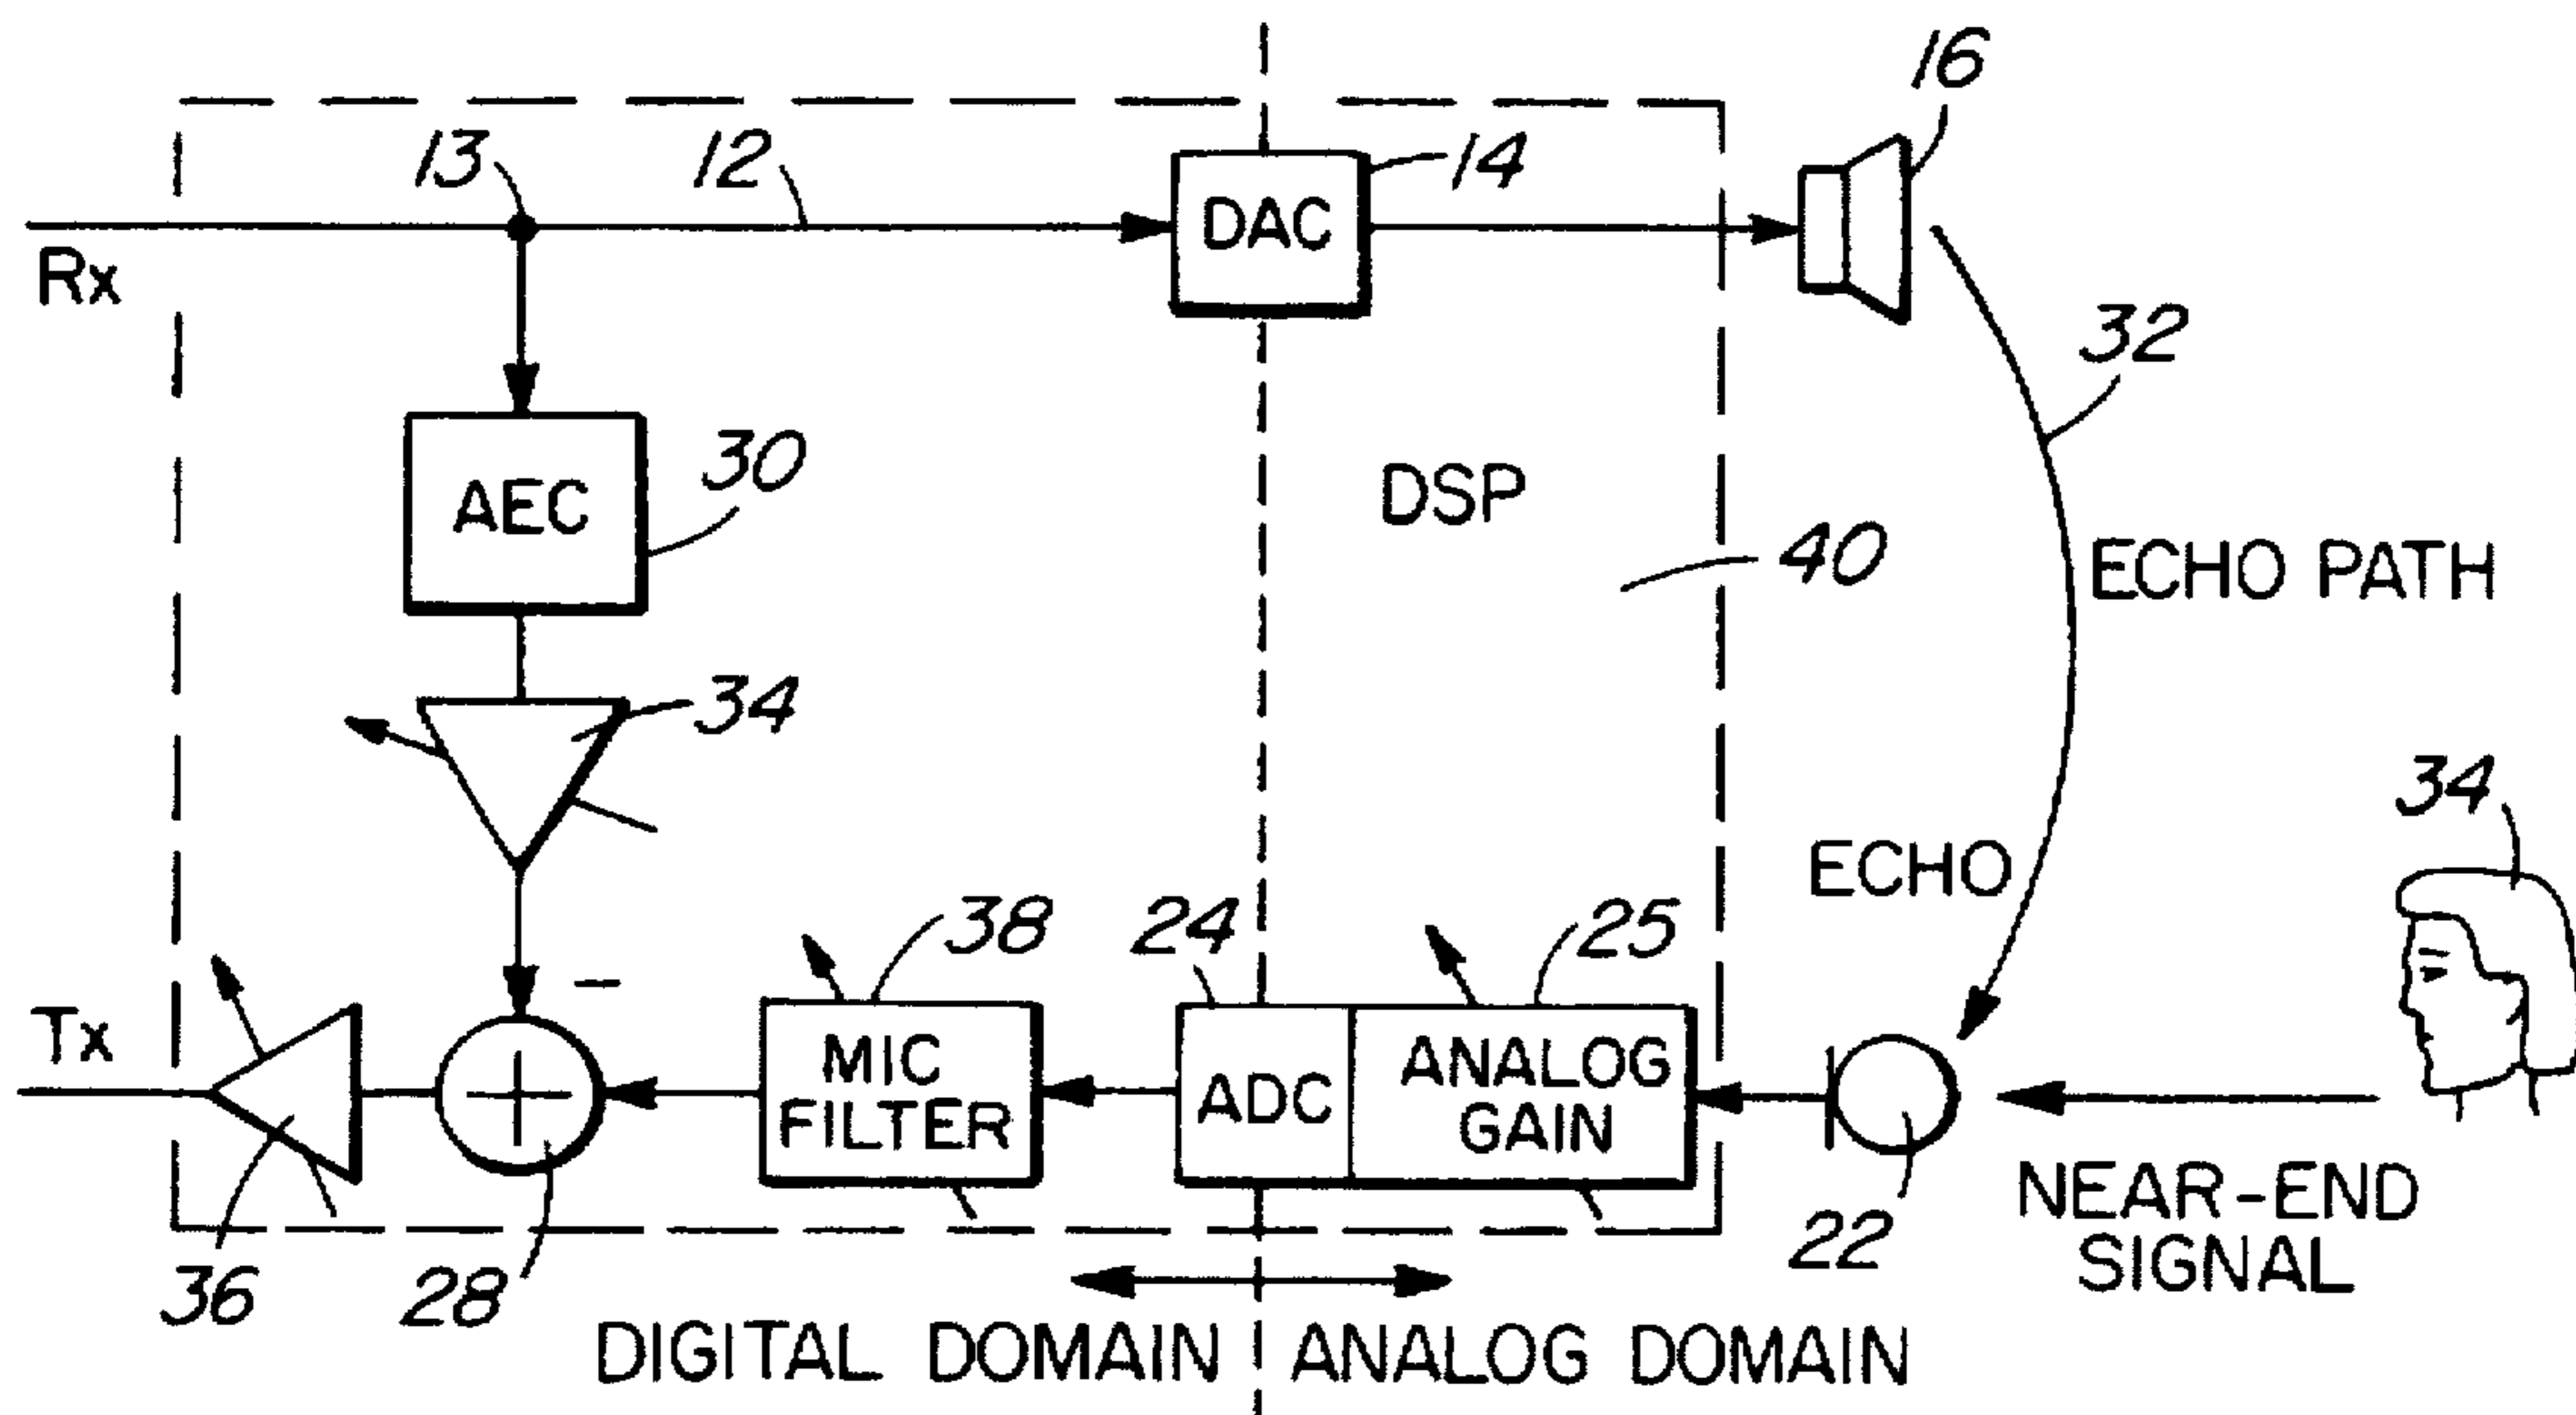 16
13
12
14
DAC
Rx
32
30
AEC
DSP
40
ECHO PATH
34
34
ECHO
38
24
25
Tx
–
MIC
FILTER
ADC
ANALOG
GAIN
+
NEAR-END
SIGNAL
36
28
22
DIGITAL DOMAIN
ANALOG DOMAIN